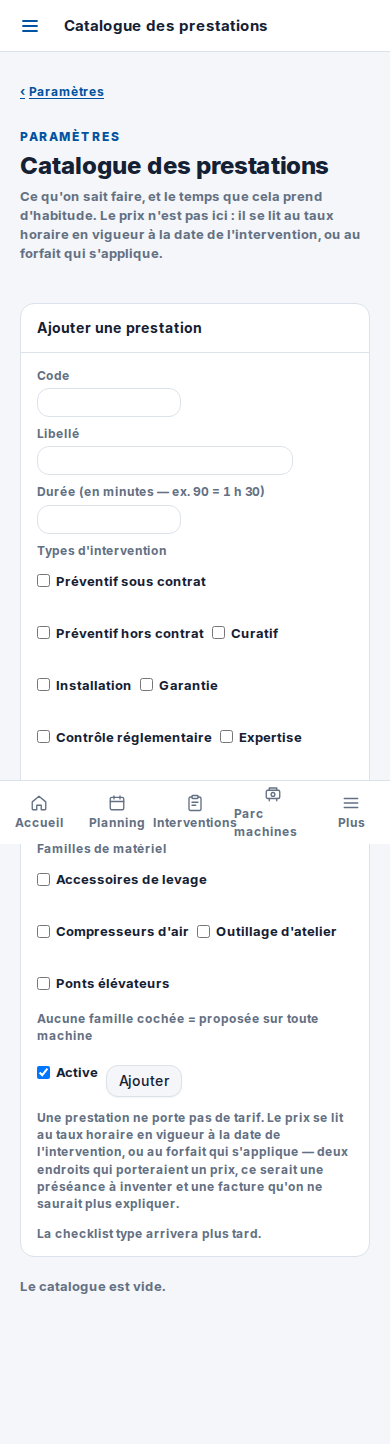 Catalogue des prestations
‹ Paramètres
PARAMÈTRES
Catalogue des prestations
Ce qu'on sait faire, et le temps que cela prend
d'habitude. Le prix n'est pas ici : il se lit au taux
horaire en vigueur à la date de l'intervention, ou au
forfait qui s'applique.
Ajouter une prestation
Code
Libellé
Durée (en minutes — ex. 90 = 1 h 30)
Types d'intervention
Préventif sous contrat
Préventif hors contrat Curatif
Installation Garantie
Contrôle réglementaire Expertise
Accueil Planning Interventions Parc machines Plus
Familles de matériel
Accessoires de levage
Compresseurs d'air Outillage d'atelier
Ponts élévateurs
Aucune famille cochée = proposée sur toute
machine
Active Ajouter
Une prestation ne porte pas de tarif. Le prix se lit
au taux horaire en vigueur à la date de
l'intervention, ou au forfait qui s'applique — deux
endroits qui porteraient un prix, ce serait une
préséance à inventer et une facture qu'on ne
saurait plus expliquer.
La checklist type arrivera plus tard.
Le catalogue est vide.